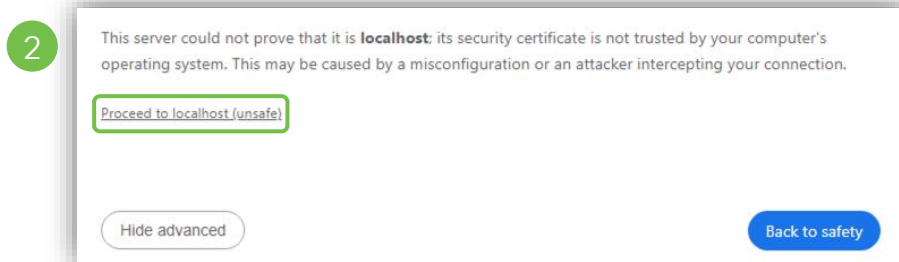 2
This server could not prove that it is localhost; its security certificate is not trusted by your computer's
operating system. This may be caused by a misconfiguration or an attacker intercepting your connection.
Proceed to localhost (unsafe)
Hide advanced
Back to safety